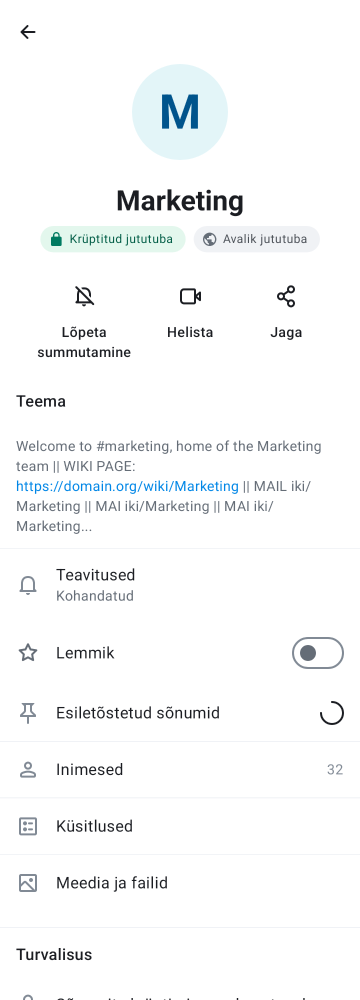 M
Marketing
Krüptitud jututuba
Avalik jututuba
Lõpeta
summutamine
Helista
Jaga
Teema
Welcome to #marketing, home of the Marketing
team || WIKI PAGE:
https://domain.org/wiki/Marketing || MAIL iki/
Marketing || MAI iki/Marketing || MAI iki/
Marketing...
Teavitused
Kohandatud
Lemmik
Esiletõstetud sõnumid
Inimesed
32
Küsitlused
Meedia ja failid
Turvalisus